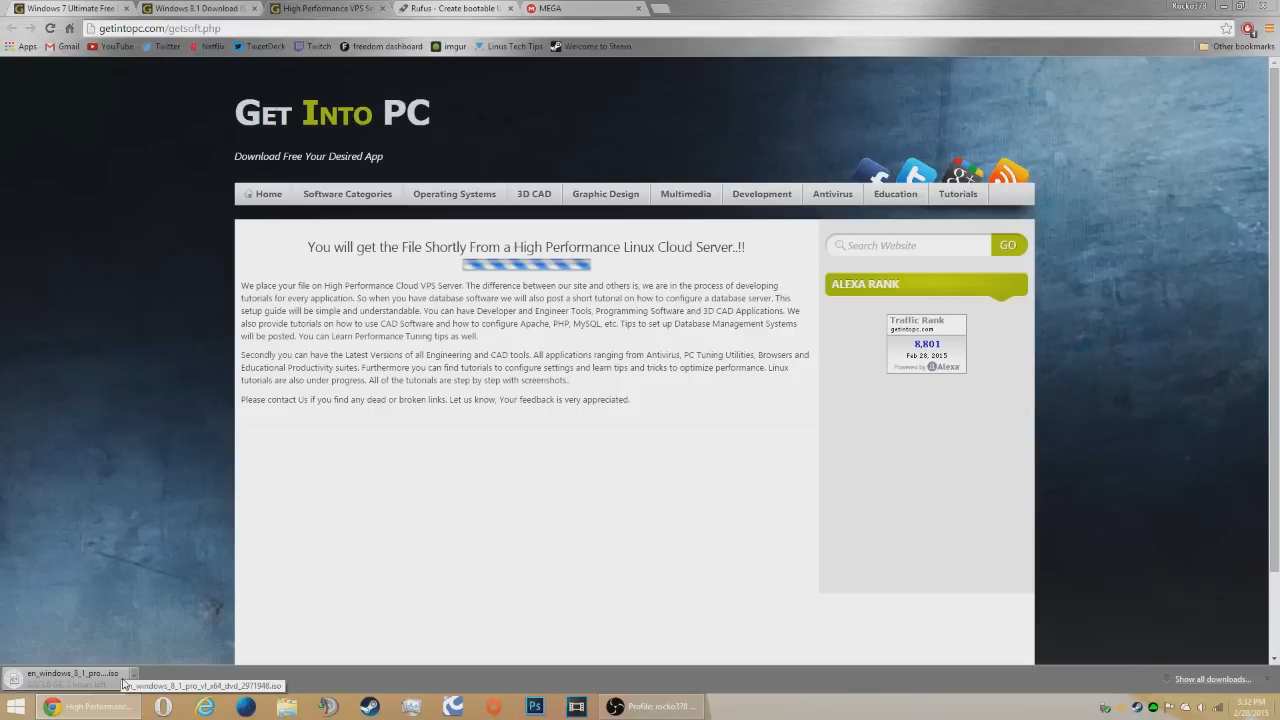 Windows 7 Ultimate Free
Windows 8.1 Download IS
High Performance VPS Se
Rufus - Create bootable U
MEGA
Rocko378
getintopc.com/getsoft.php
Apps
Gmail
YouTube
Twitter
Netflix
TweetDeck
Twitch
freedom dashboard
imgur
Linus Tech Tips
Welcome to Steam
Other bookmarks
GET INTO PC
Download Free Your Desired App
Home
Software Categories
Operating Systems
3D CAD
Graphic Design
Multimedia
Development
Antivirus
Education
Tutorials
You will get the File Shortly From a High Performance Linux Cloud Server..!!
Search Website
GO
We place your file on High Performance Cloud VPS Server. The difference between our site and others is, we are in the process of developing
tutorials for every application. So when you have database software we will also post a short tutorial on how to configure a database server. This
setup guide will be simple and understandable. You can have Developer and Engineer Tools, Programming Software and 3D CAD Applications. We
also provide tutorials on how to use CAD Software and how to configure Apache, PHP, MySQL, etc. Tips to set up Database Management Systems
will be posted. You can Learn Performance Tuning tips as well.
Secondly you can have the Latest Versions of all Engineering and CAD tools. All applications ranging from Antivirus, PC Tuning Utilities, Browsers and
Educational Productivity suites. Furthermore you can find tutorials to configure settings and learn tips and tricks to optimize performance. Linux
tutorials are also under progress. All of the tutorials are step by step with screenshots..
Please contact Us if you find any dead or broken links. Let us know, Your feedback is very appreciated.
ALEXA RANK
Traffic Rank
getintopc.com
8,801
Feb 28, 2015
Powered by Alexa
en_windows_8_1_pro....iso
hours left
n_windows_8_1_pro_vl_x64_dvd_2971948.iso
Show all downloads...
High Performanc...
Profile: rocko378 ...
3:32 PM
2/28/2015